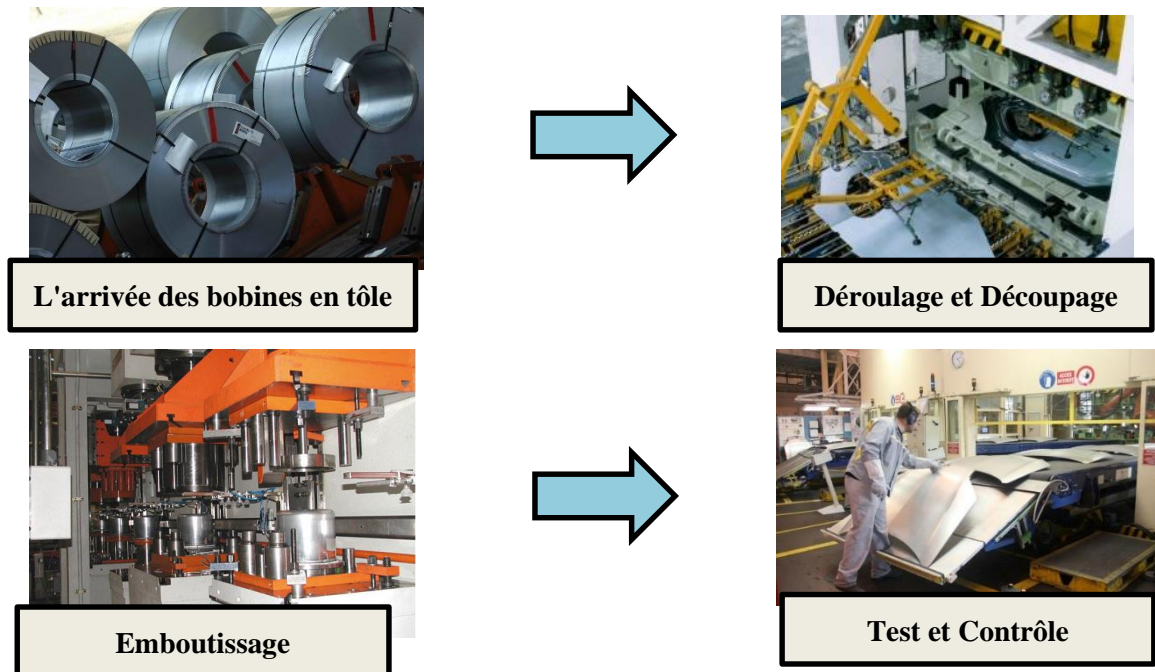 L'arrivée des bobines en tôle
Déroulage et Découpage
Emboutissage
Test et Contrôle